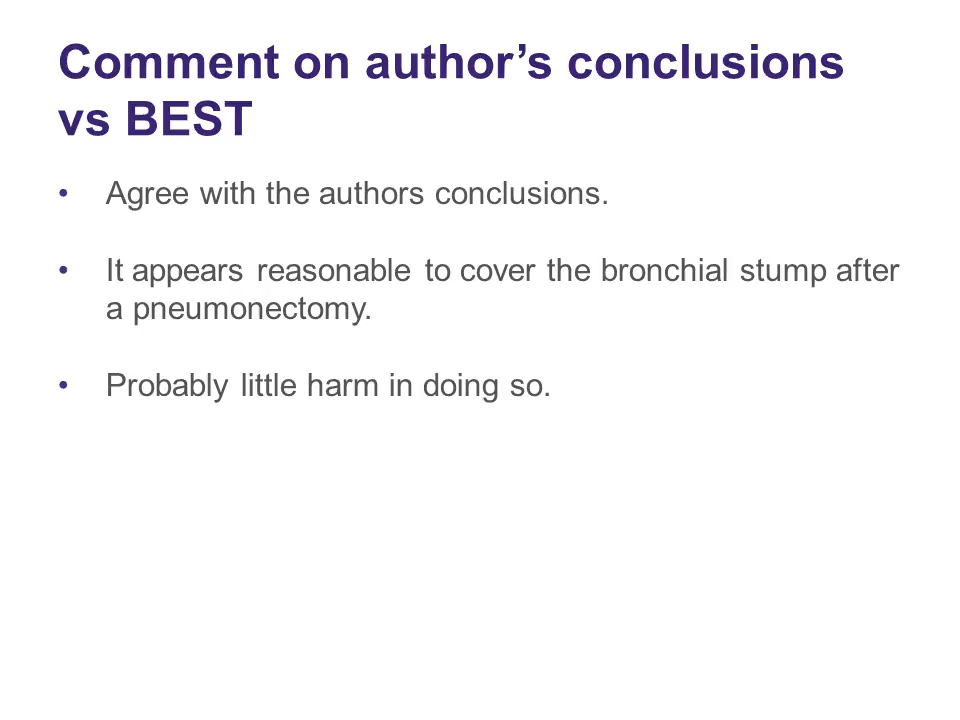 Comment on author’s conclusions
vs BEST
• Agree with the authors conclusions.
• It appears reasonable to cover the bronchial stump after
a pneumonectomy.
• Probably little harm in doing so.